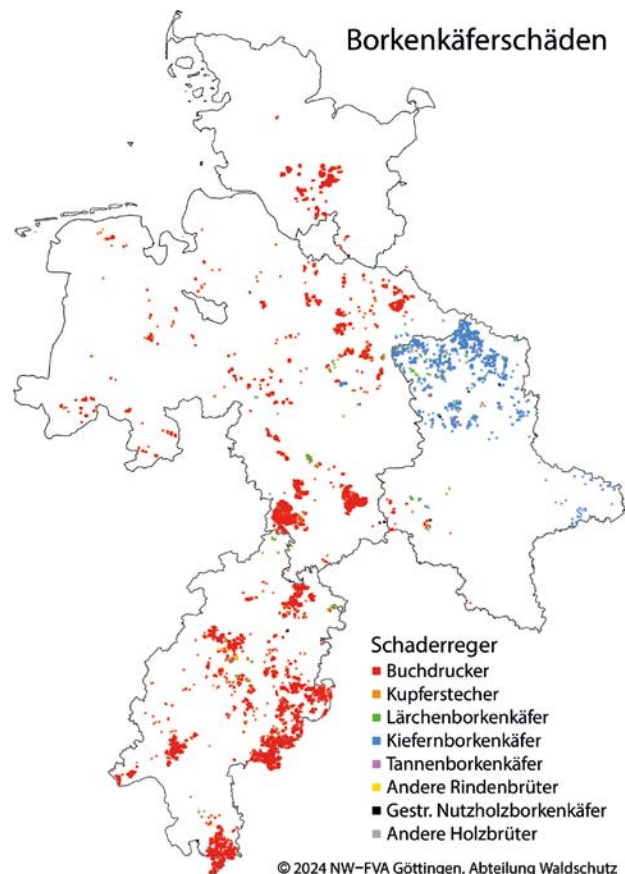 Borkenkäferschäden
Schaderreger
Buchdrucker
Kupferstecher
Lärchenborkenkäfer
Kiefernborkenkäfer
Tannenborkenkäfer
Andere Rindenbrüter
Gestr. Nutzholzborkenkäfer
Andere Holzbrüter
© 2024 NW–FVA Göttingen, Abteilung Waldschutz